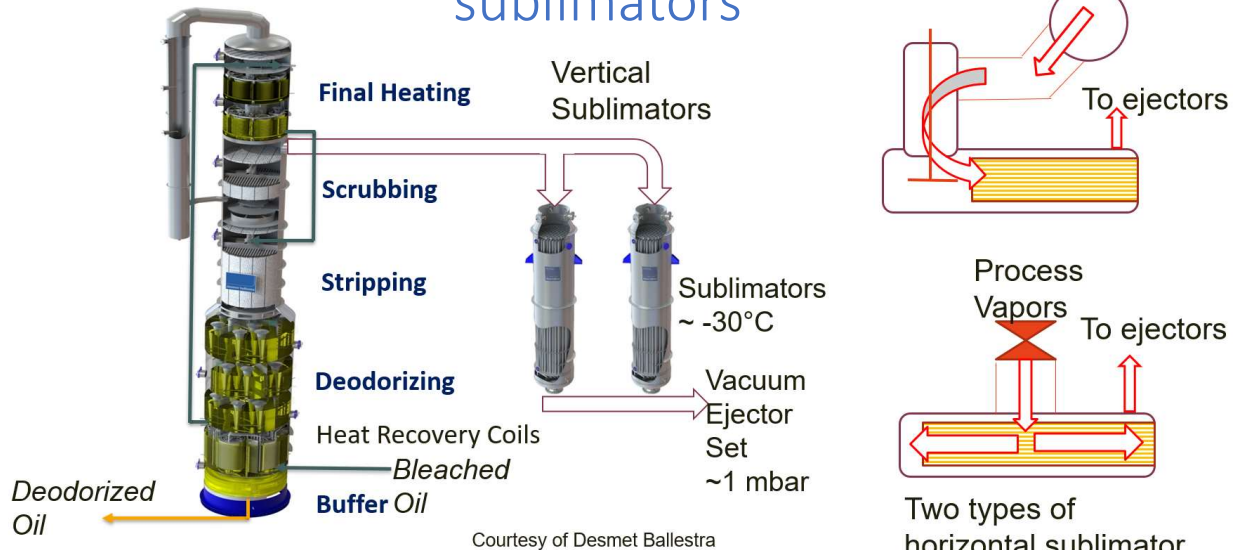 sublimators
Final Heating
Scrubbing
Stripping
Deodorizing
Heat Recovery Coils
Bleached
Buffer Oil
Deodorized
Oil
Vertical
Sublimators
Sublimators
~ -30°C
Vacuum
Ejector
Set
~1 mbar
Courtesy of Desmet Ballestra
To ejectors
Process
Vapors
To ejectors
Two types of
horizontal sublimator